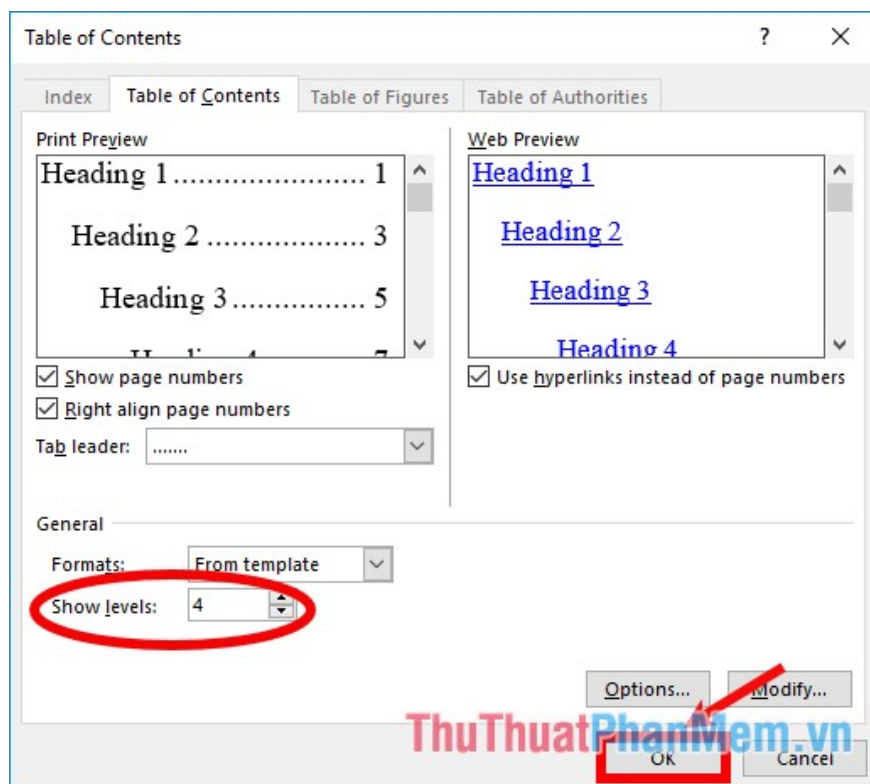 Table of Contents ?
Index Table of Contents Table of Figures Table of Authorities
Print Preview
Heading 1 ........................ 1
Heading 2 .................... 3
Heading 3 ................ 5
Heading 4 ............ 7
Show page numbers
Right align page numbers
Tab leader: .......
Web Preview
Heading 1
Heading 2
Heading 3
Heading 4
Use hyperlinks instead of page numbers
General
Formats: From template
Show levels: 4
Options... Modify...
ThuThuatPhanMem.vn
OK Cancel